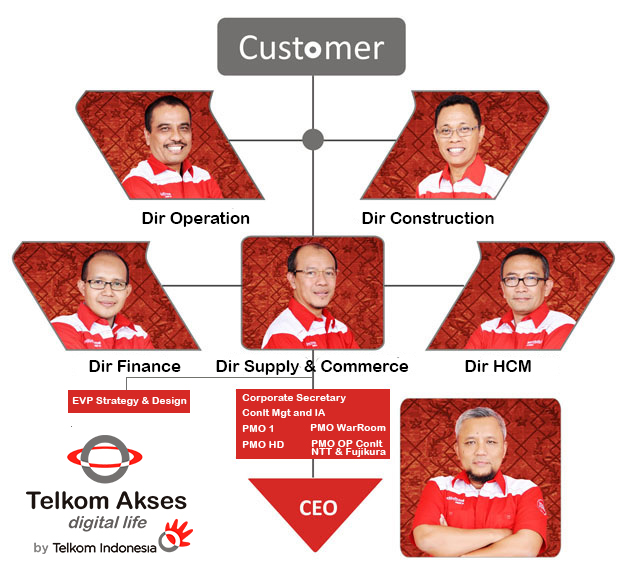 Customer
Dir Operation
Dir Construction
Dir Finance
Dir Supply & Commerce
Dir HCM
EVP Strategy & Design
Corporate Secretary
Conlt Mgt and IA
PMO 1 PMO WarRoom
PMO HD PMO OP Conlt
NTT & Fujikura
CEO
Telkom Akses
digital life
by Telkom Indonesia